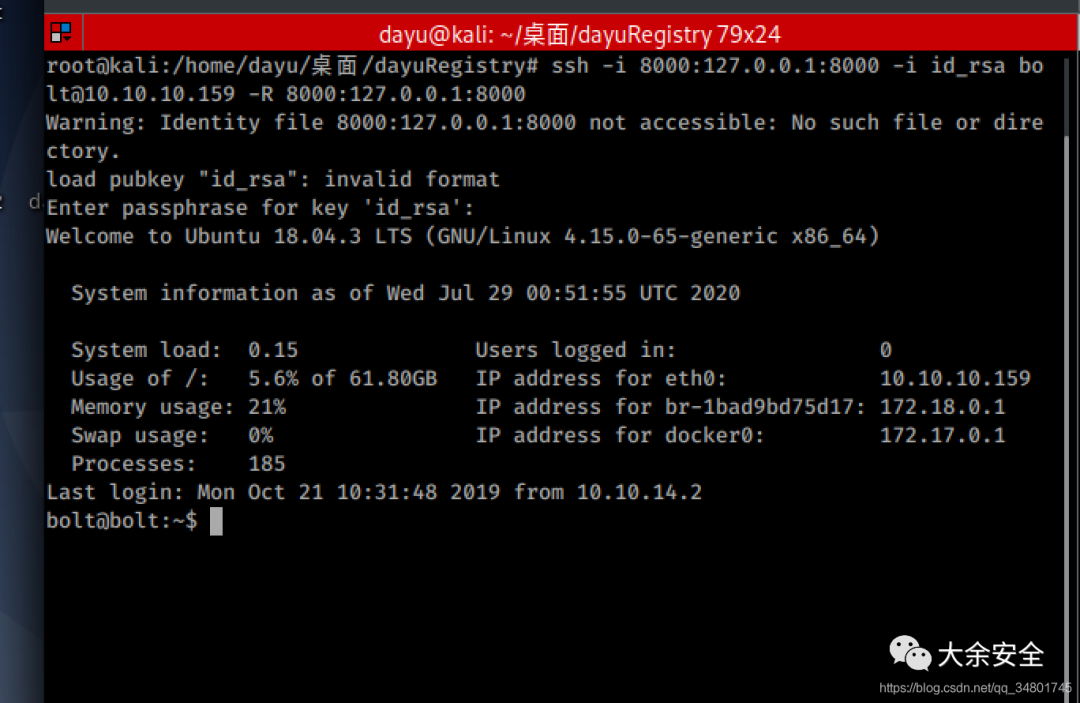 dayu@kali: ~/桌面/dayuRegistry 79x24
root@kali:/home/dayu/桌面/dayuRegistry# ssh -i 8000:127.0.0.1:8000 -i id_rsa bo
lt@10.10.10.159 -R 8000:127.0.0.1:8000
Warning: Identity file 8000:127.0.0.1:8000 not accessible: No such file or dire
ctory.
load pubkey "id_rsa": invalid format
d
Enter passphrase for key 'id_rsa':
Welcome to Ubuntu 18.04.3 LTS (GNU/Linux 4.15.0-65-generic x86_64)
System information as of Wed Jul 29 00:51:55 UTC 2020
System load: 0.15 Users logged in: 0
Usage of /: 5.6% of 61.80GB IP address for eth0: 10.10.10.159
Memory usage: 21% IP address for br-1bad9bd75d17: 172.18.0.1
Swap usage: 0% IP address for docker0: 172.17.0.1
Processes: 185
Last login: Mon Oct 21 10:31:48 2019 from 10.10.14.2
bolt@bolt:~$
大余安全
https://blog.csdn.net/qq_34801745